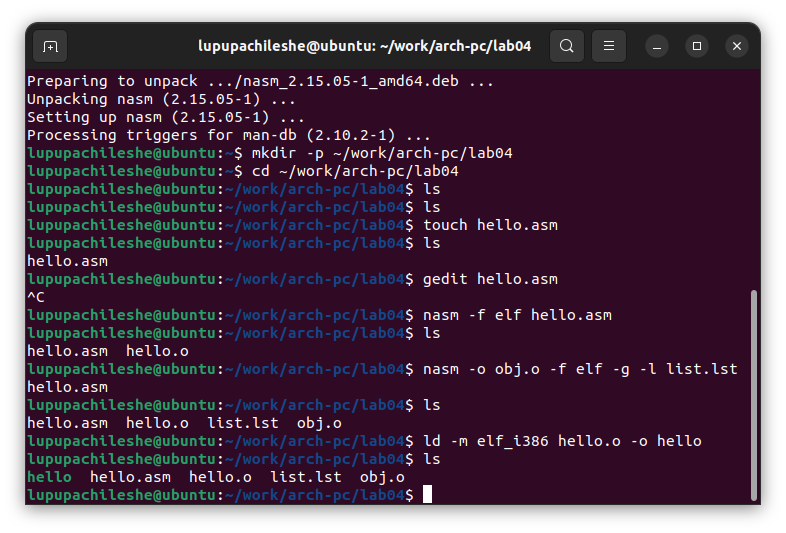 lupupachileshe@ubuntu: ~/work/arch-pc/lab04
Preparing to unpack .../nasm_2.15.05-1_amd64.deb ...
Unpacking nasm (2.15.05-1) ...
Setting up nasm (2.15.05-1) ...
Processing triggers for man-db (2.10.2-1) ...
lupupachileshe@ubuntu:~$ mkdir -p ~/work/arch-pc/lab04
lupupachileshe@ubuntu:~$ cd ~/work/arch-pc/lab04
lupupachileshe@ubuntu:~/work/arch-pc/lab04$ ls
lupupachileshe@ubuntu:~/work/arch-pc/lab04$ ls
lupupachileshe@ubuntu:~/work/arch-pc/lab04$ touch hello.asm
lupupachileshe@ubuntu:~/work/arch-pc/lab04$ ls
hello.asm
lupupachileshe@ubuntu:~/work/arch-pc/lab04$ gedit hello.asm
^C
lupupachileshe@ubuntu:~/work/arch-pc/lab04$ nasm -f elf hello.asm
lupupachileshe@ubuntu:~/work/arch-pc/lab04$ ls
hello.asm  hello.o
lupupachileshe@ubuntu:~/work/arch-pc/lab04$ nasm -o obj.o -f elf -g -l list.lst
hello.asm
lupupachileshe@ubuntu:~/work/arch-pc/lab04$ ls
hello.asm  hello.o  list.lst  obj.o
lupupachileshe@ubuntu:~/work/arch-pc/lab04$ ld -m elf_i386 hello.o -o hello
lupupachileshe@ubuntu:~/work/arch-pc/lab04$ ls
hello  hello.asm  hello.o  list.lst  obj.o
lupupachileshe@ubuntu:~/work/arch-pc/lab04$